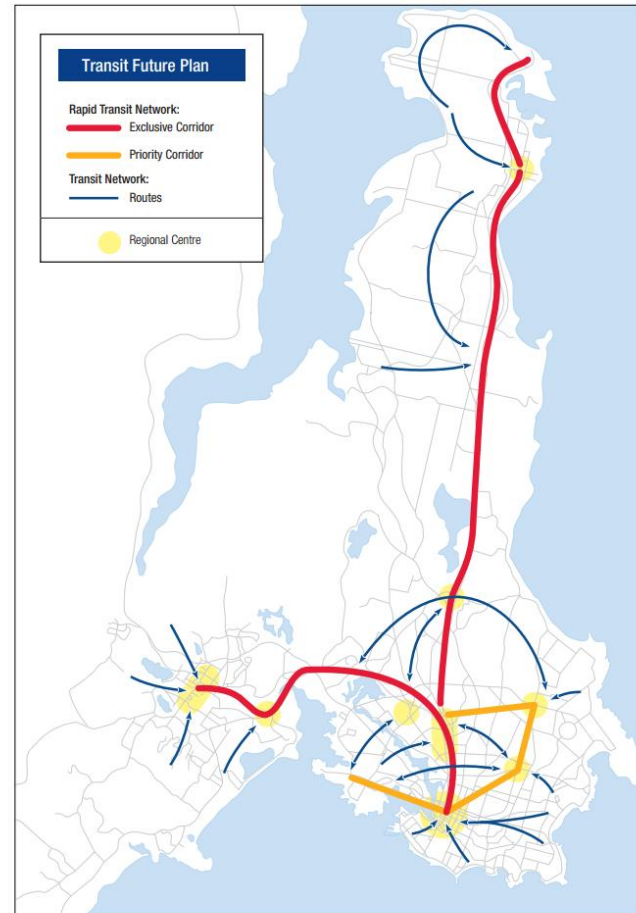 Transit Future Plan
Rapid Transit Network:
Exclusive Corridor
Priority Corridor
Transit Network:
Routes
Regional Centre